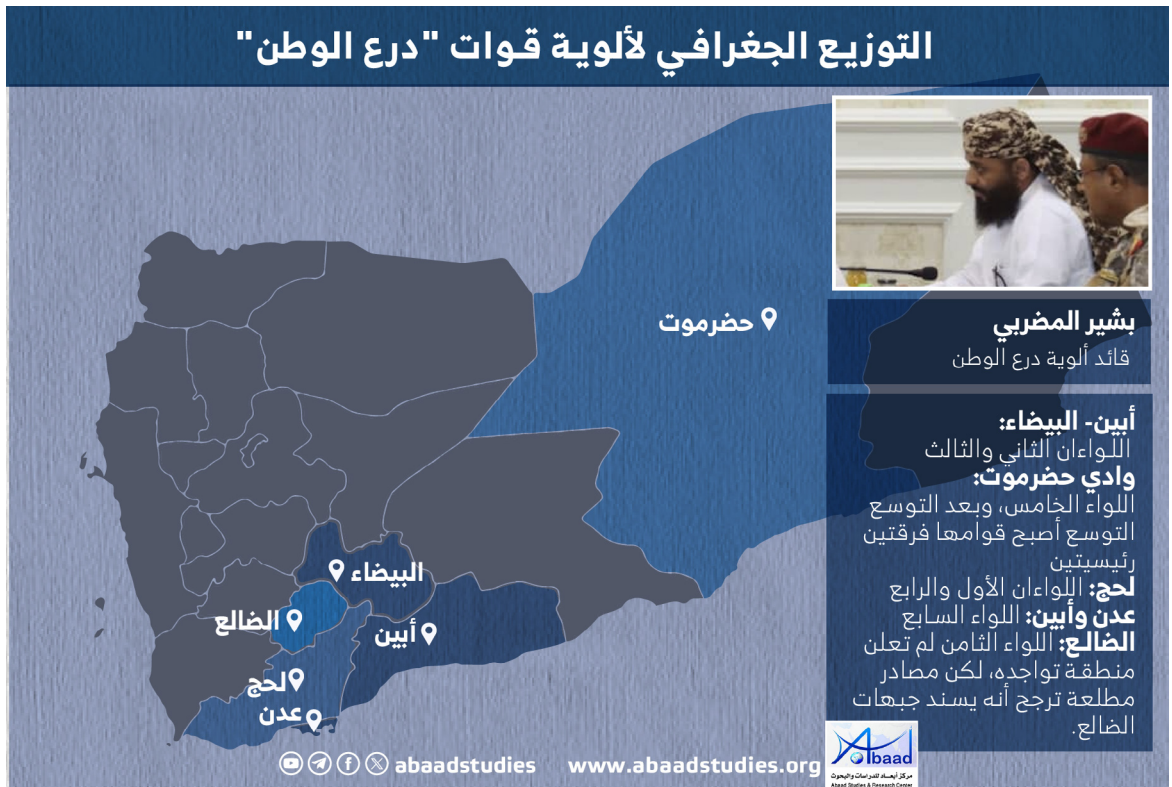 التوزيع الجغرافي لألوية قوات "درع الوطن"
بشير المضربي
قائد ألوية درع الوطن
حضرموت
أبين- البيضاء:
اللواءان الثاني والثالث
وادي حضرموت:
اللواء الخامس، وبعد التوسع
التوسع أصبح قوامها فرقتين
رئيسيتين
لحج: اللواءان الأول والرابع
عدن وأبين: اللواء السابع
الضالع: اللواء الثامن لم تعلن
منطقة تواجده، لكن مصادر
مطلعة ترجح أنه يسند جبهات
الضالع.
البيضاء
الضالع
أبين
لحج
عدن
abaadstudies www.abaadstudies.org
Abaad
مركز أبعاد للدراسات والبحوث
Abaad Studies & Research Center